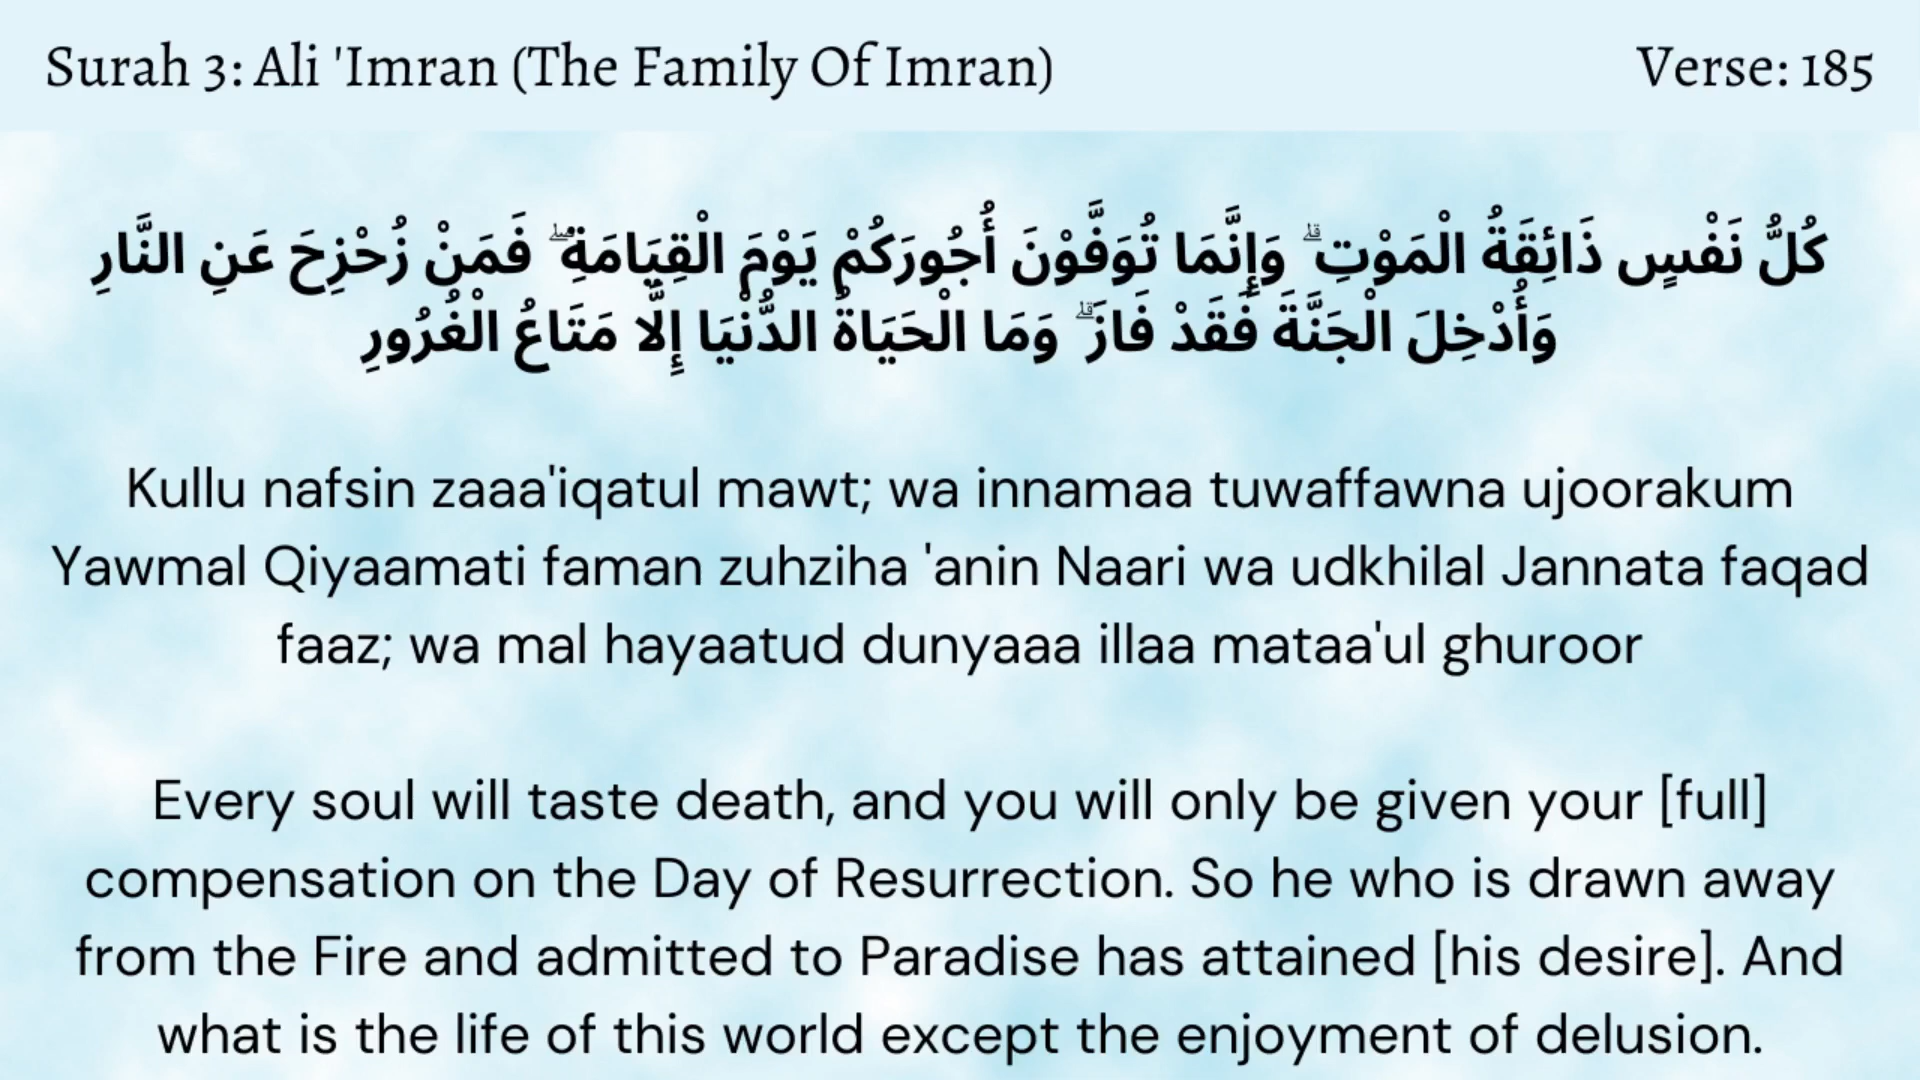 Surah 3: Ali 'Imran (The Family Of Imran)
Verse: 185
كُلُّ نَفْسٍ ذَائِقَةُ الْمَوْتِ ۗ وَإِنَّمَا تُوَفَّوْنَ أُجُورَكُمْ يَوْمَ الْقِيَامَةِ ۖ فَمَنْ زُحْزِحَ عَنِ النَّارِ
وَأُدْخِلَ الْجَنَّةَ فَقَدْ فَازَ ۗ وَمَا الْحَيَاةُ الدُّنْيَا إِلَّا مَتَاعُ الْغُرُورِ
Kullu nafsin zaaa'iqatul mawt; wa innamaa tuwaffawna ujoorakum
Yawmal Qiyaamati faman zuhziha 'anin Naari wa udkhilal Jannata faqad
faaz; wa mal hayaatud dunyaaa illaa mataa'ul ghuroor
Every soul will taste death, and you will only be given your [full]
compensation on the Day of Resurrection. So he who is drawn away
from the Fire and admitted to Paradise has attained [his desire]. And
what is the life of this world except the enjoyment of delusion.